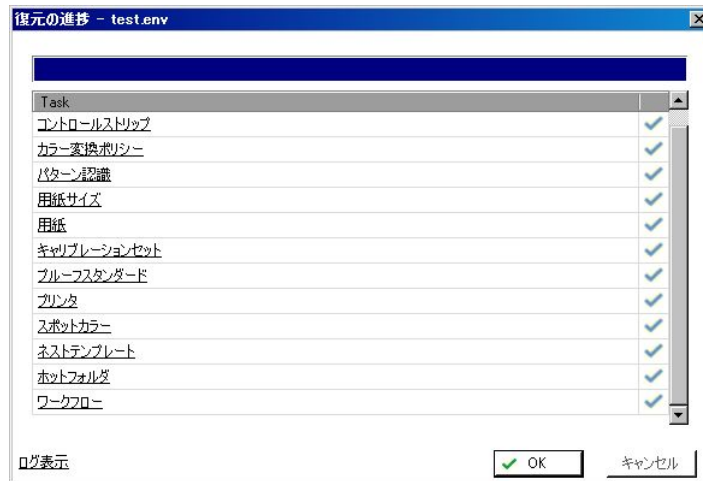 復元の進捗 - test.env
Task
コントロールストリップ
カラー変換ポリシー
パターン認識
用紙サイズ
用紙
キャリブレーションセット
プルーフスタンダード
プリンタ
スポットカラー
ネストテンプレート
ホットフォルダ
ワークフロー
ログ表示
OK
キャンセル